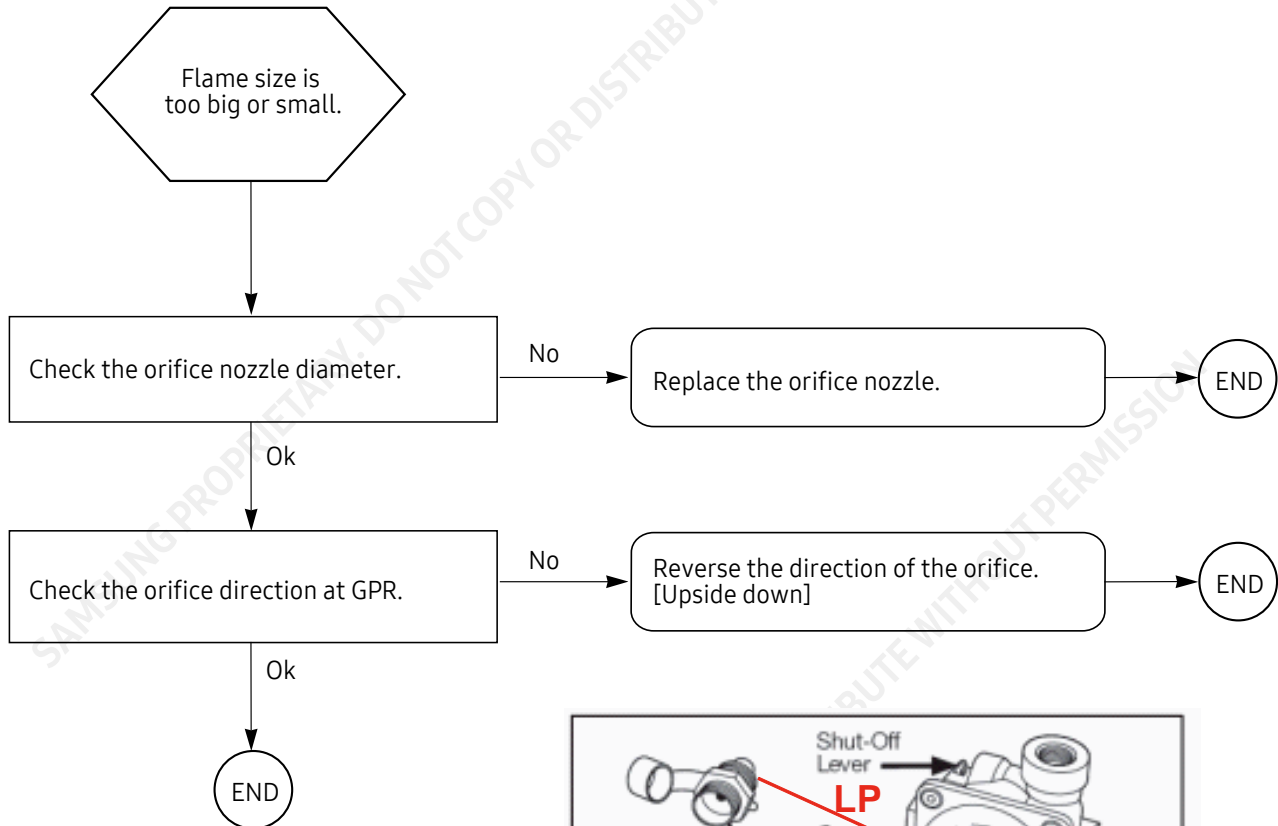 Flame size is
too big or small.
Check the orifice nozzle diameter.
No
Replace the orifice nozzle.
END
Ok
Check the orifice direction at GPR.
No
Reverse the direction of the orifice.
[Upside down]
END
Ok
END
Shut-Off
Lever
LP
SAMSUNG PROPRIETARY. DO NOT COPY OR DISTRIBUT
BUTE WITHOUT PERMISSION